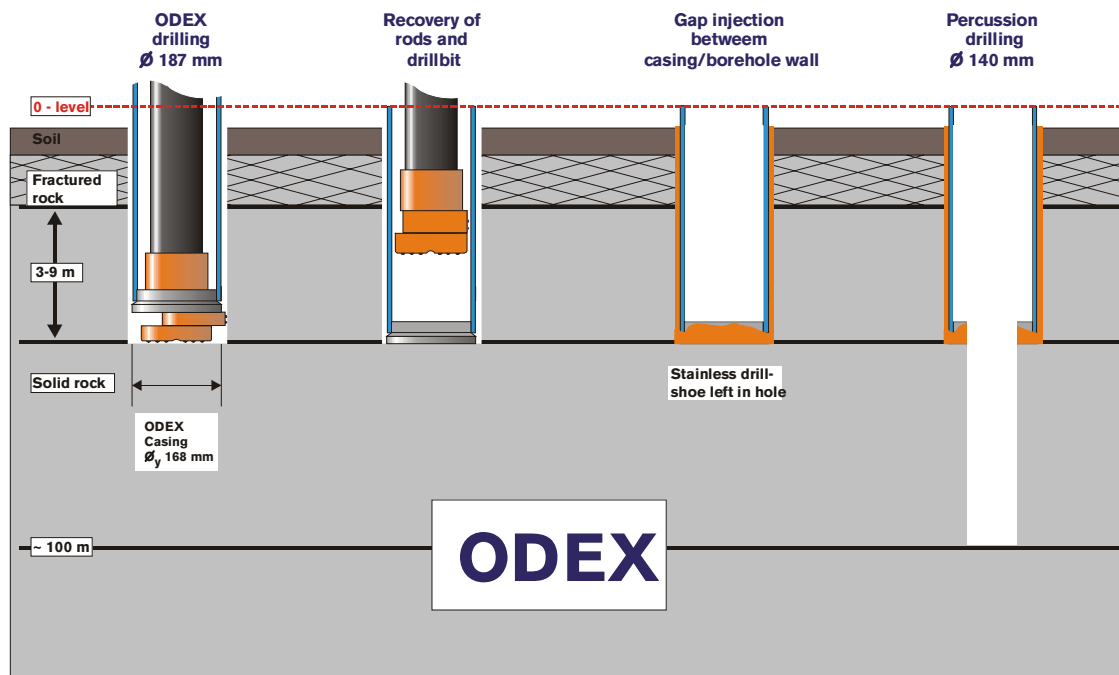 ODEX
drilling
Ø 187 mm
Recovery of
rods and
drillbit
Gap injection
betweem
casing/borehole wall
Percussion
drilling
Ø 140 mm
0 - level
Soil
Fractured
rock
3-9 m
Solid rock
Stainless drill-
shoe left in hole
ODEX
Casing
Øy 168 mm
~ 100 m
ODEX